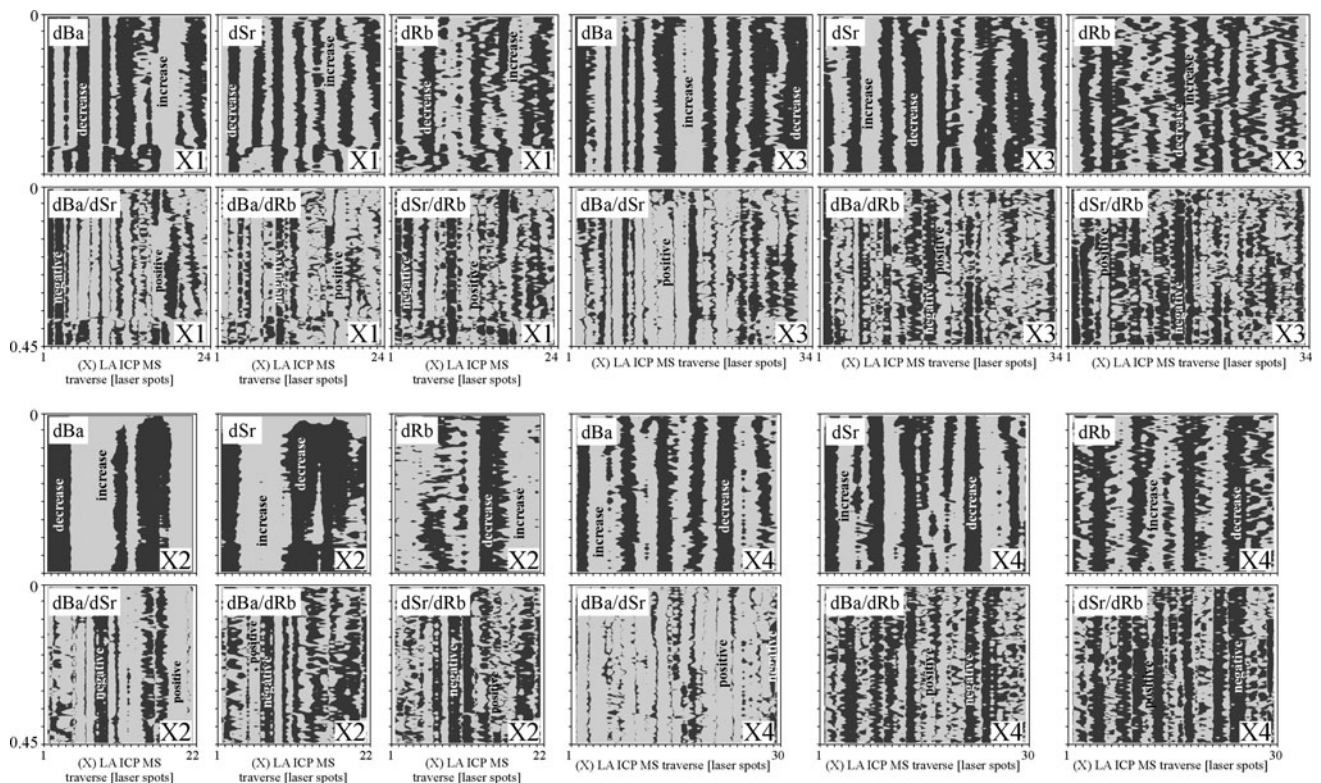 0
dBa
decrease
increase
X1
dSr
decrease
increase
X1
dRb
decrease
increase
X1
dBa
increase
decrease
X3
dSr
increase
decrease
X3
dRb
decrease
increase
X3
0
dBa/dSr
negative
positive
X1
dBa/dRb
negative
positive
X1
dSr/dRb
negative
positive
X1
dBa/dSr
positive
X3
dBa/dRb
negative
positive
X3
dSr/dRb
positive
negative
X3
0.45
1 24 1 24 1 24 1 34 1 34 1 34
(X) LA ICP MS
traverse [laser spots]
(X) LA ICP MS
traverse [laser spots]
(X) LA ICP MS
traverse [laser spots]
(X) LA ICP MS traverse [laser spots]
(X) LA ICP MS traverse [laser spots]
(X) LA ICP MS traverse [laser spots]
0
dBa
decrease
increase
X2
dSr
increase
decrease
X2
dRb
decrease
increase
X2
dBa
increase
decrease
X4
dSr
increase
decrease
X4
dRb
increase
decrease
X4
0
dBa/dSr
negative
positive
X2
dBa/dRb
positive
negative
X2
dSr/dRb
negative
positive
X2
dBa/dSr
positive
negative
X4
dBa/dRb
positive
negative
X4
dSr/dRb
positive
negative
X4
0.45
1 22 1 22 1 22 1 30 1 30 1 30
(X) LA ICP MS
traverse [laser spots]
(X) LA ICP MS
traverse [laser spots]
(X) LA ICP MS
traverse [laser spots]
(X) LA ICP MS traverse [laser spots]
(X) LA ICP MS traverse [laser spots]
(X) LA ICP MS traverse [laser spots]